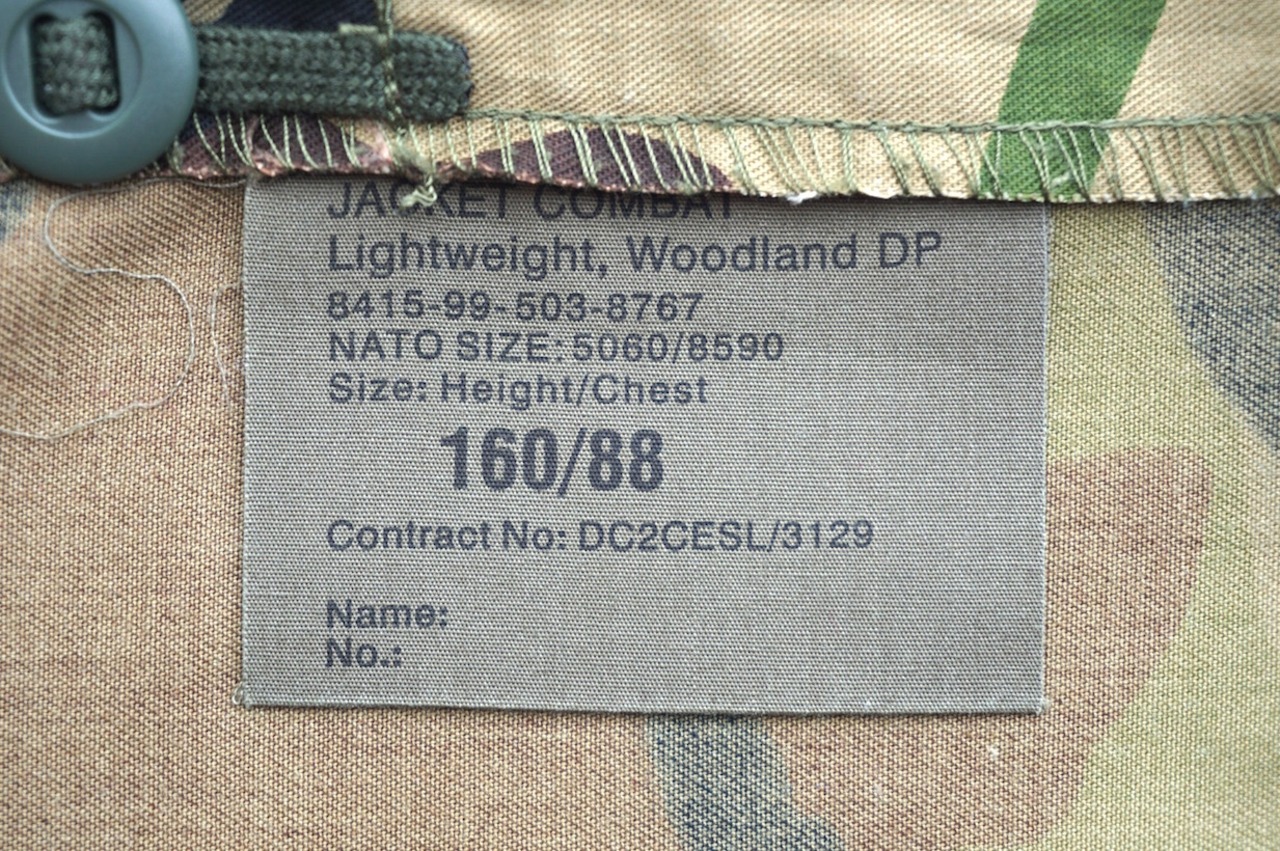 JACKET COMBAT
Lightweight, Woodland DP
8415-99-503-8767
NATO SIZE: 5060/8590
Size: Height/Chest
160/88
Contract No: DC2CESL/3129
Name:
No.: